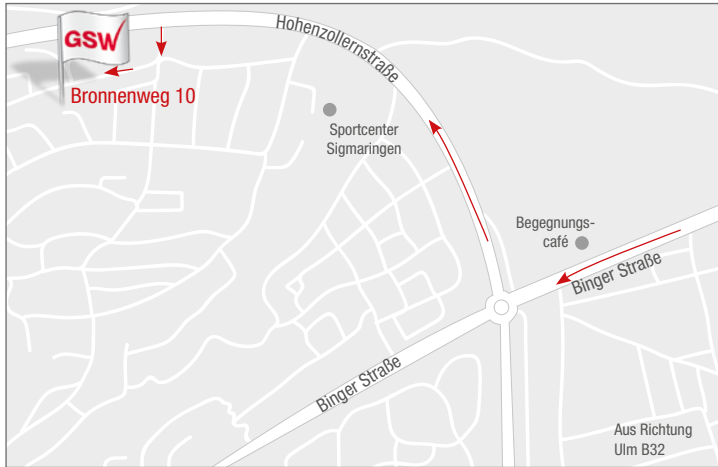 GSW
Hohenzollernstraße
Bronnenweg 10
Sportcenter
Sigmaringen
Begegnungs-
café
Binger Straße
Binger Straße
Aus Richtung
Ulm B32